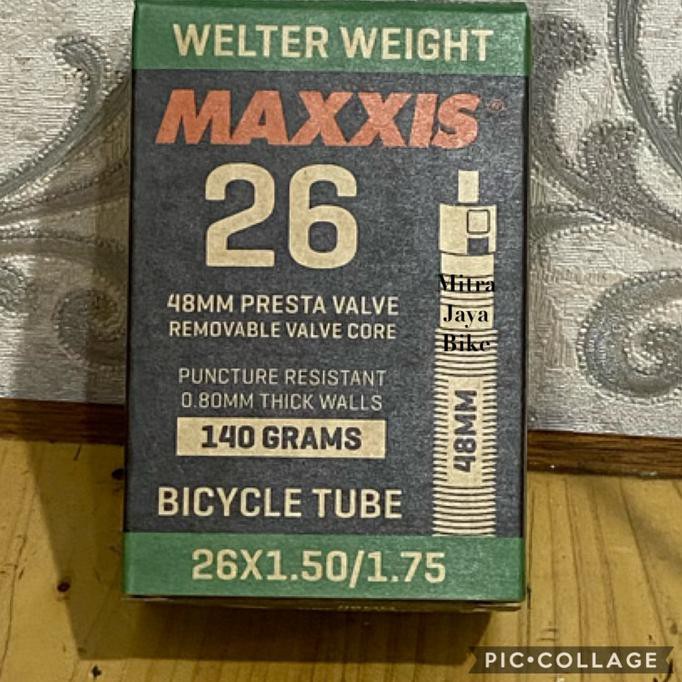 WELTER WEIGHT
MAXXIS®
26
48MM PRESTA VALVE
REMOVABLE VALVE CORE
PUNCTURE RESISTANT
0.80MM THICK WALLS
140 GRAMS
BICYCLE TUBE
26X1.50/1.75
Mitra
Jaya
Bike
48MM
PIC•COLLAGE